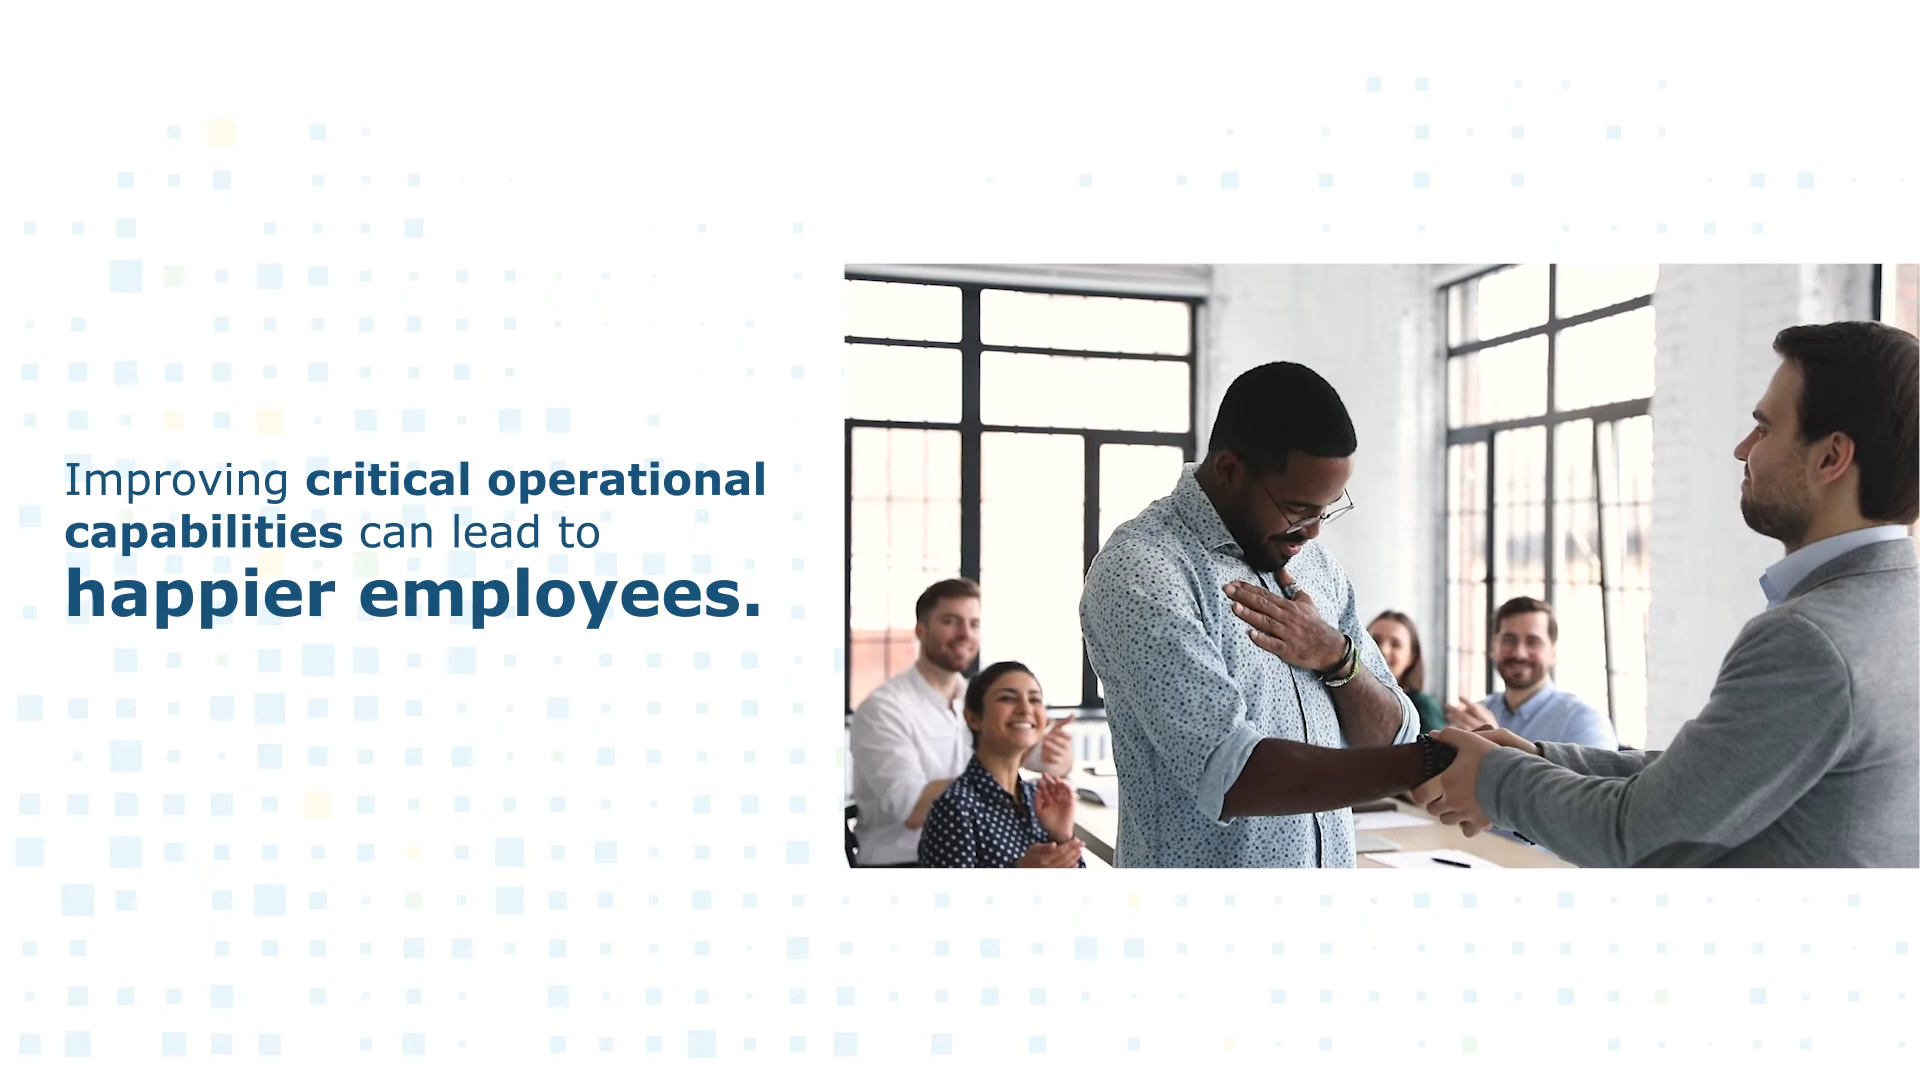 Improving critical operational
capabilities can lead to
happier employees.